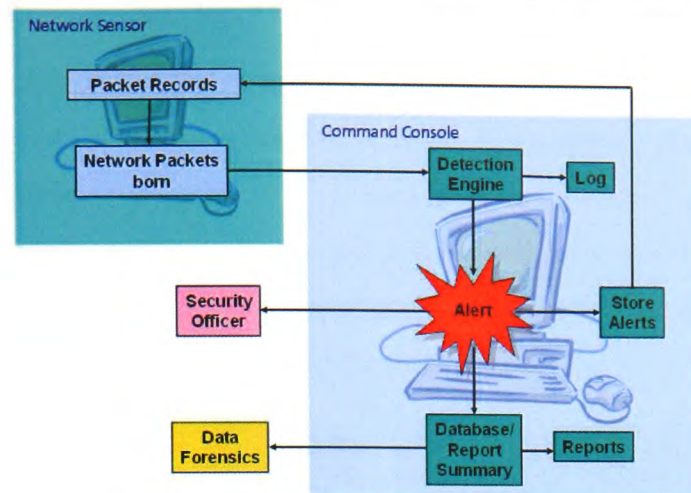 Network Sensor
Packet Records
Network Packets
born
Command Console
Detection
Engine
Log
Security
Officer
Alert
Store
Alerts
Data
Forensics
Database/
Report
Summary
Reports